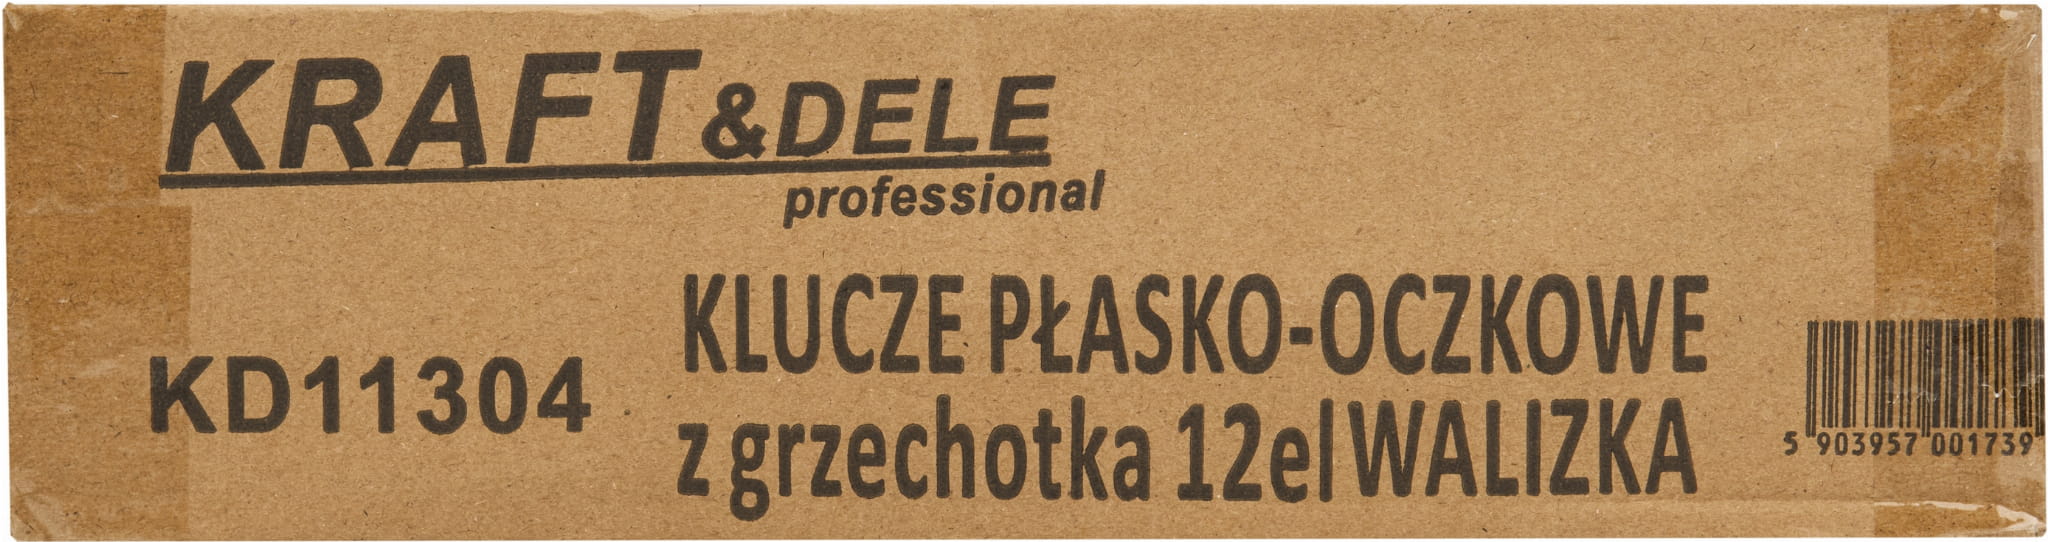 KRAFT&DELE
professional
KLUCZE PŁASKO-OCZKOWE
KD11304
z grzechotka 12el WALIZKA
5 903957 001739